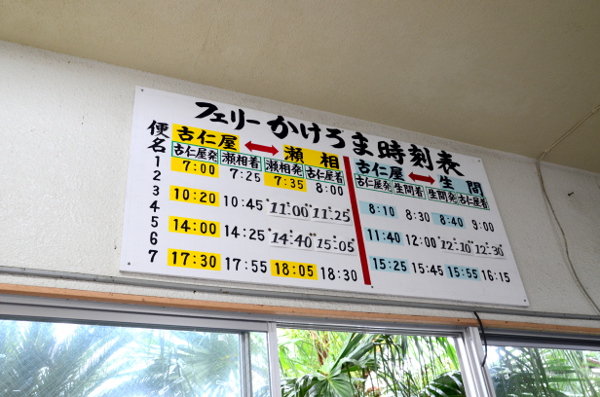 フェリーかけろま時刻表
便名 古仁屋 ↔ 瀬相 古仁屋 ↔ 生間
古仁屋発 瀬相着 瀬相発 古仁屋着 古仁屋発 生間着 生間発 古仁屋着
1 7:00 7:25 7:35 8:00
2 8:10 8:30 8:40 9:00
3 10:20 10:45 11:00 11:25
4 11:40 12:00 12:10 12:30
5 14:00 14:25 14:40 15:05
6 15:25 15:45 15:55 16:15
7 17:30 17:55 18:05 18:30